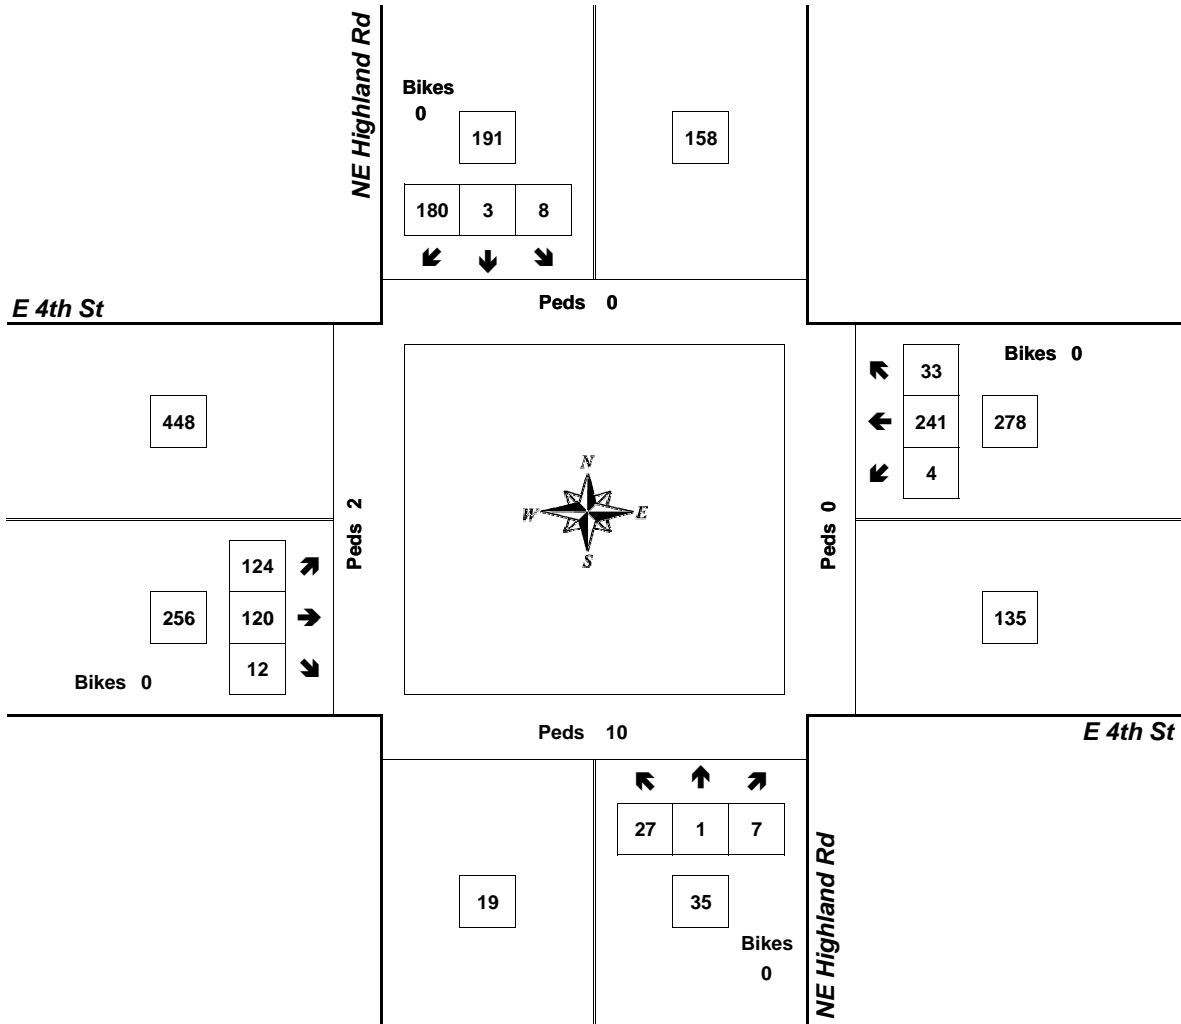 NE Highland Rd
Bikes
0
191
158
180 3 8
Peds 0
E 4th St
33
Bikes 0
448
241
278
4
N
W E
S
Peds 2
Peds 0
124
256
120
135
12
Bikes 0
Peds 10
E 4th St
27 1 7
19
35
Bikes
0
NE Highland Rd